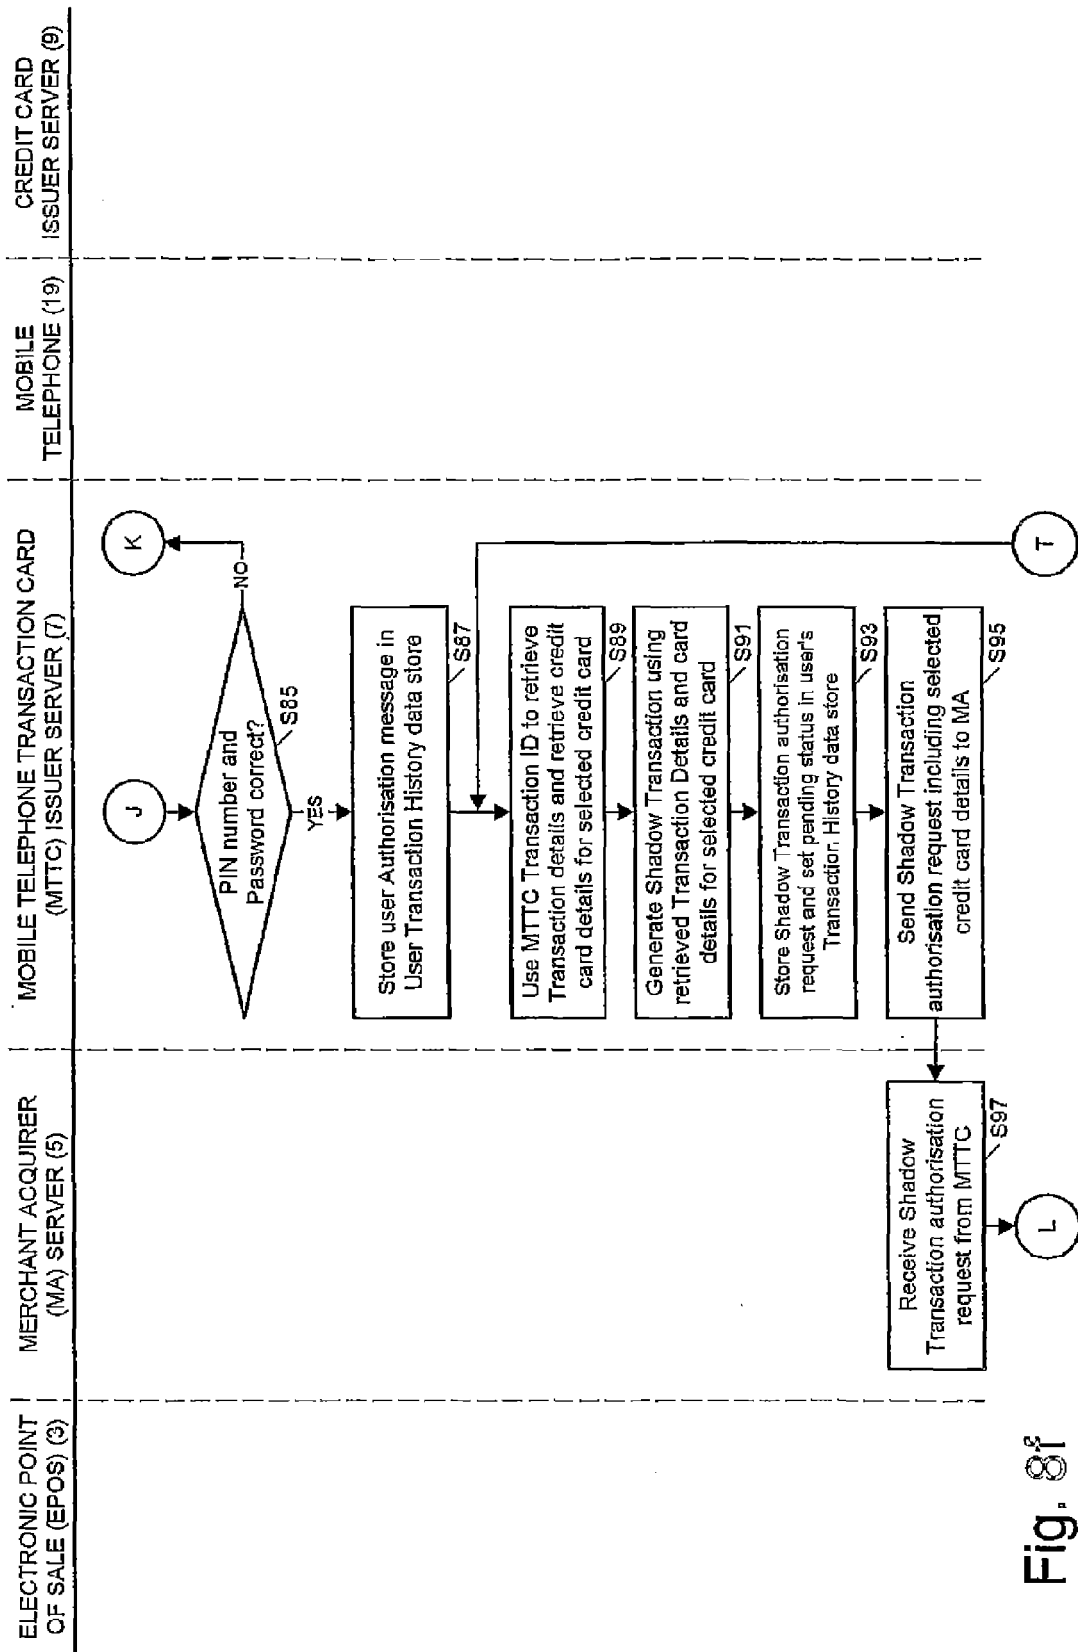 ELECTRONIC POINT
OF SALE (EPOS) (3)
MERCHANT ACQUIRER
(MA) SERVER (5)
MOBILE TELEPHONE TRANSACTION CARD
(MTTC) ISSUER SERVER (7)
MOBILE
TELEPHONE (19)
CREDIT CARD
ISSUER SERVER (9)
J
K
PIN number and
Password correct?
S85
NO
YES
Store user Authorisation message in
User Transaction History data store
S87
Use MTTC Transaction ID to retrieve
Transaction details and retrieve credit
card details for selected credit card
S89
Generate Shadow Transaction using
retrieved Transaction Details and card
details for selected credit card
S91
Store Shadow Transaction authorisation
request and set pending status in user's
Transaction History data store
S93
Send Shadow Transaction
authorisation request including selected
credit card details to MA
S95
T
Receive Shadow
Transaction authorisation
request from MTTC
S97
L
Fig. 8f